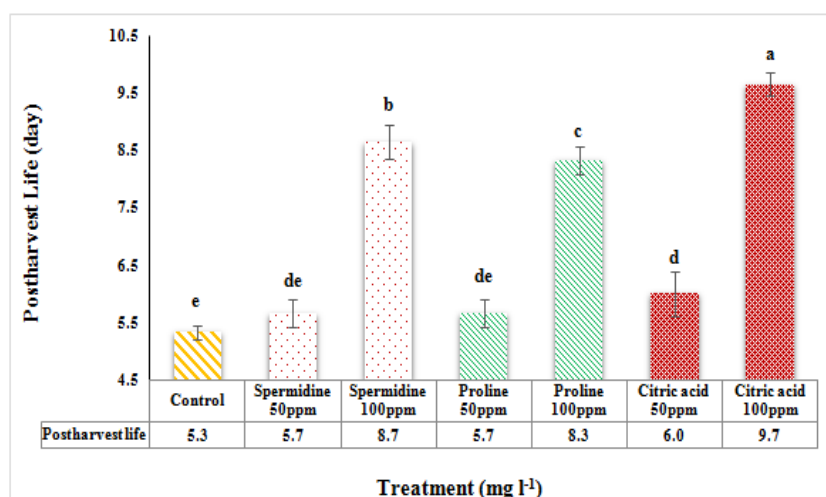 Postharvest Life (day)
10.5
9.5
8.5
7.5
6.5
5.5
4.5
e
de
b
de
c
d
a
Control
Spermidine
50ppm
Spermidine
100ppm
Proline
50ppm
Proline
100ppm
Citric acid
50ppm
Citric acid
100ppm
Postharvest life 5.3 5.7 8.7 5.7 8.3 6.0 9.7
Treatment (mg l⁻¹)